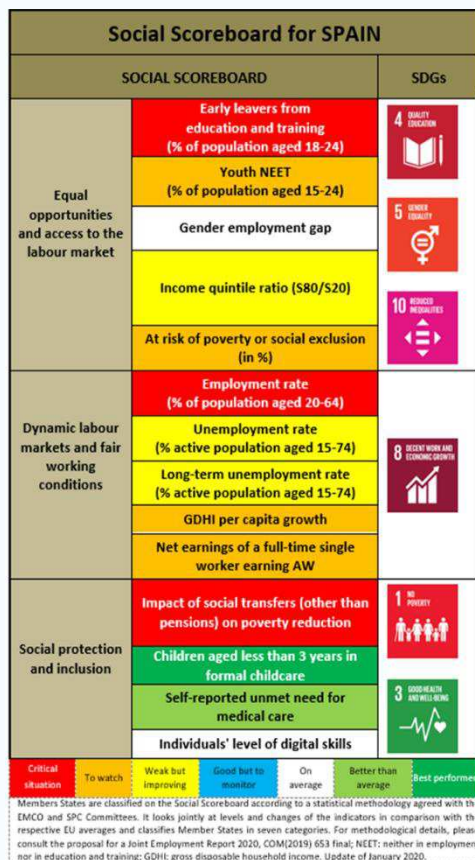 Social Scoreboard for SPAIN
SOCIAL SCOREBOARD
SDGs
Equal
opportunities
and access to the
labour market
Early leavers from
education and training
(% of population aged 18-24)
Youth NEET
(% of population aged 15-24)
Gender employment gap
Income quintile ratio (S80/S20)
At risk of poverty or social exclusion
(in %)
4 QUALITY
EDUCATION
5 GENDER
EQUALITY
10 REDUCED
INEQUALITIES
Dynamic labour
markets and fair
working
conditions
Employment rate
(% of population aged 20-64)
Unemployment rate
(% active population aged 15-74)
Long-term unemployment rate
(% active population aged 15-74)
GDHI per capita growth
Net earnings of a full-time single
worker earning AW
8 DECENT WORK AND
ECONOMIC GROWTH
Social protection
and inclusion
Impact of social transfers (other than
pensions) on poverty reduction
Children aged less than 3 years in
formal childcare
Self-reported unmet need for
medical care
Individuals' level of digital skills
1 NO
POVERTY
3 GOOD HEALTH
AND WELL-BEING
Critical
situation
To watch
Weak but
improving
Good but to
monitor
On
average
Better than
average
Best performers
Members States are classified on the Social Scoreboard according to a statistical methodology agreed with the
EMCO and SPC Committees. It looks jointly at levels and changes of the indicators in comparison with the
respective EU averages and classifies Member States in seven categories. For methodological details, please
consult the proposal for a Joint Employment Report 2020, COM(2019) 653 final; NEET: neither in employment
nor in education and training; GDHI: gross disposable household income. Update of January 2020.